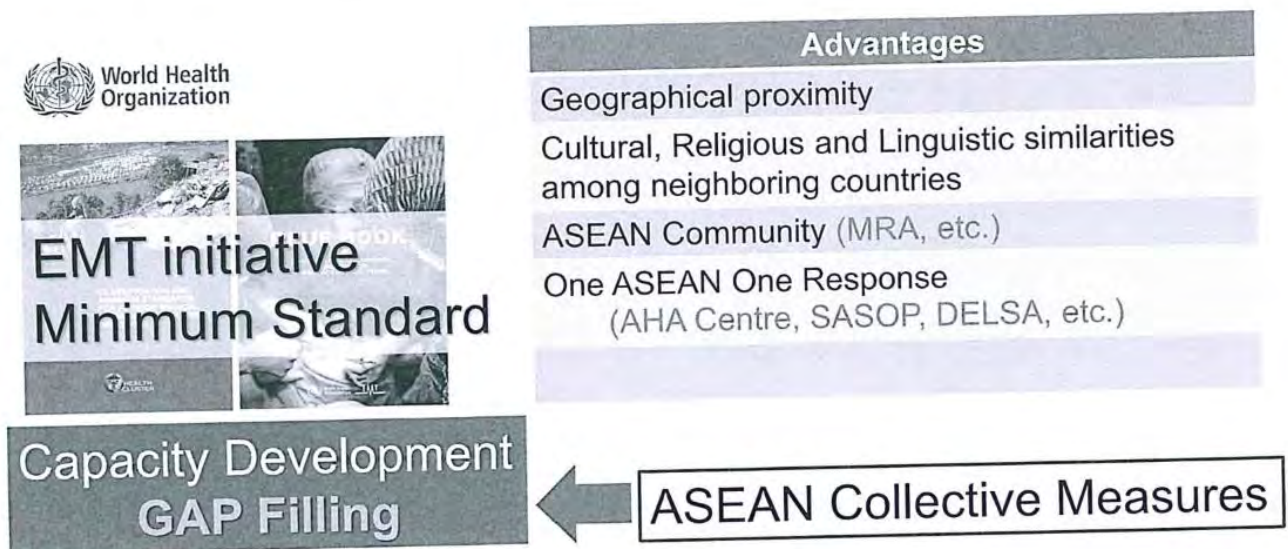 World Health
Organization
EMT initiative
Minimum Standard
HEALTH
CLUSTER
Capacity Development
GAP Filling
Advantages
Geographical proximity
Cultural, Religious and Linguistic similarities
among neighboring countries
ASEAN Community (MRA, etc.)
One ASEAN One Response
(AHA Centre, SASOP, DELSA, etc.)
ASEAN Collective Measures